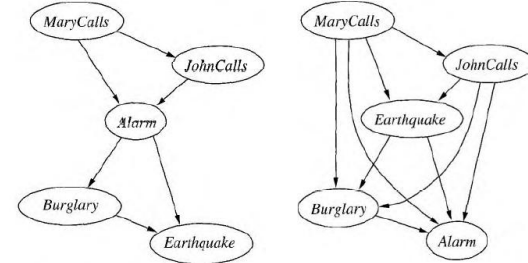 MaryCalls
JohnCalls
Alarm
Burglary
Earthquake
MaryCalls
JohnCalls
Earthquake
Burglary
Alarm